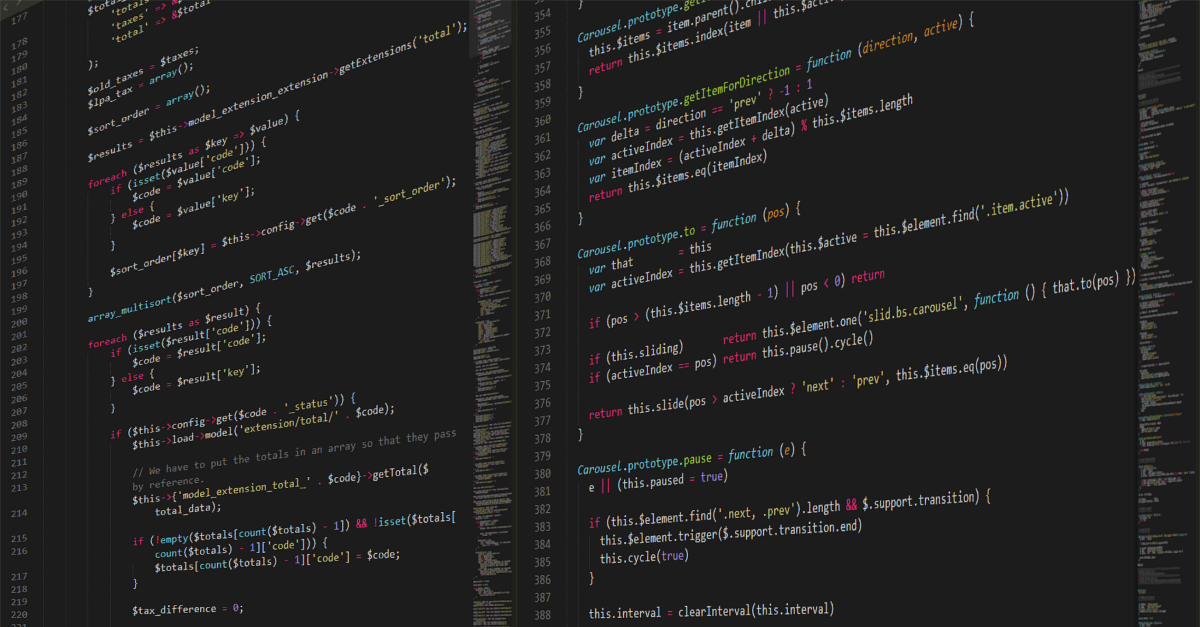 177
178
179
180
181
182
183
184
185
186
187
188
189
190
191
192
193
194
195
196
197
198
199
200
201
202
203
204
205
206
207
208
209
210
211
212
213
214
215
216
217
218
219
220
'totals
'taxes' => &
'total' => &$total
);
$old_taxes = $taxes;
$lpa_tax = array();
$sort_order = array();
$results = $this->model_extension_extension->getExtensions('total');
foreach ($results as $key => $value) {
if (isset($value['code'])) {
$code = $value['code'];
} else {
$code = $value['key'];
}
$sort_order[$key] = $this->config->get($code . '_sort_order');
}
array_multisort($sort_order, SORT_ASC, $results);
foreach ($results as $result) {
if (isset($result['code'])) {
$code = $result['code'];
} else {
$code = $result['key'];
}
if ($this->config->get($code . '_status')) {
$this->load->model('extension/total/' . $code);
// We have to put the totals in an array so that they pass
by reference.
$this->{'model_extension_total_' . $code}->getTotal($
total_data);
if (!empty($totals[count($totals) - 1]) && !isset($totals[
count($totals) - 1]['code'])) {
$totals[count($totals) - 1]['code'] = $code;
}
$tax_difference = 0;
354
355
356
357
358
359
360
361
362
363
364
365
366
367
368
369
370
371
372
373
374
375
376
377
378
379
380
381
382
383
384
385
386
387
388
}
Carousel.prototype.
this.$items = item.parent().
return this.$items.index(item || this.
}
Carousel.prototype.getItemForDirection = function (direction, active) {
var delta = direction == 'prev' ? -1 : 1
var activeIndex = this.getItemIndex(active)
var itemIndex = (activeIndex + delta) % this.$items.length
return this.$items.eq(itemIndex)
}
Carousel.prototype.to = function (pos) {
var that = this
var activeIndex = this.getItemIndex(this.$active = this.$element.find('.item.active'))
if (pos > (this.$items.length - 1) || pos < 0) return
if (this.sliding) return this.$element.one('slid.bs.carousel', function () { that.to(pos) })
if (activeIndex == pos) return this.pause().cycle()
return this.slide(pos > activeIndex ? 'next' : 'prev', this.$items.eq(pos))
}
Carousel.prototype.pause = function (e) {
e || (this.paused = true)
if (this.$element.find('.next, .prev').length && $.support.transition) {
this.$element.trigger($.support.transition.end)
this.cycle(true)
}
this.interval = clearInterval(this.interval)